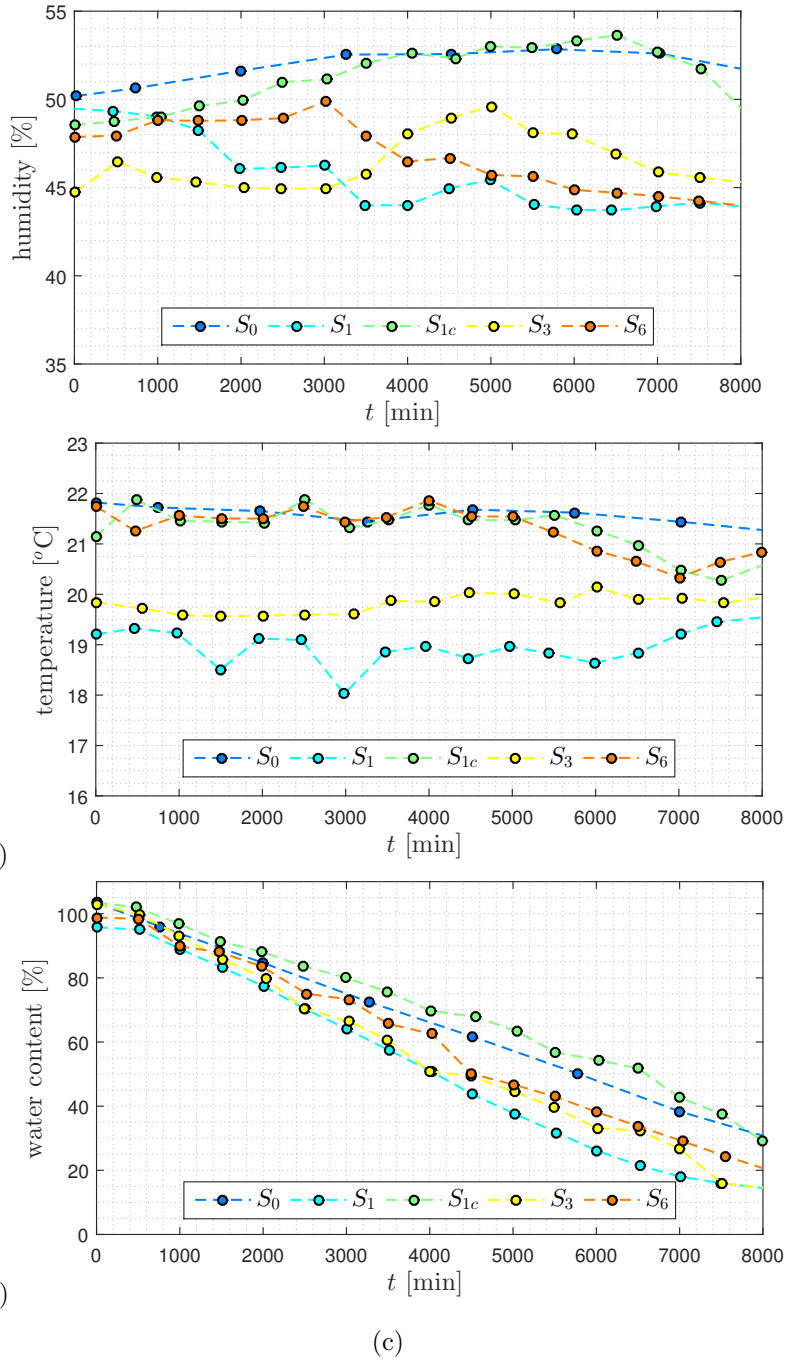 55
50
45
40
35
humidity [%]
S0 S1 S1c S3 S6
0 1000 2000 3000 4000 5000 6000 7000 8000
t [min]
23
22
21
20
19
18
17
16
temperature [°C]
S0 S1 S1c S3 S6
0 1000 2000 3000 4000 5000 6000 7000 8000
t [min]
)
100
80
60
40
20
0
water content [%]
S0 S1 S1c S3 S6
0 1000 2000 3000 4000 5000 6000 7000 8000
t [min]
)
(c)